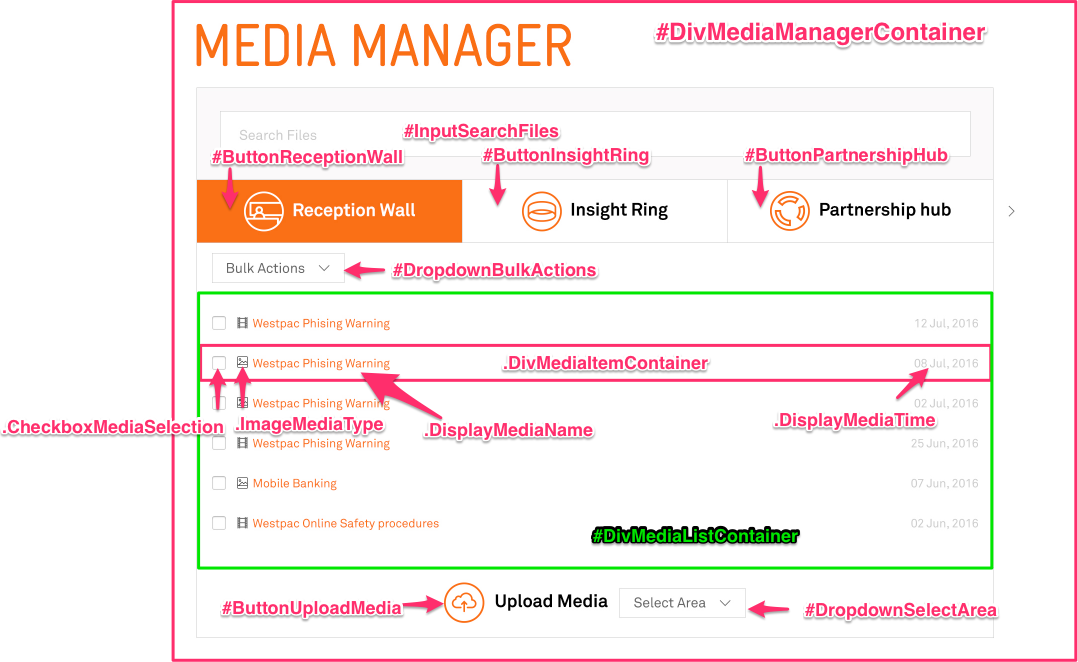 MEDIA MANAGER
#DivMediaManagerContainer
Search Files
#InputSearchFiles
#ButtonReceptionWall
#ButtonInsightRing
#ButtonPartnershipHub
Reception Wall
Insight Ring
Partnership hub
Bulk Actions
#DropdownBulkActions
Westpac Phising Warning
12 Jul, 2016
Westpac Phising Warning
.DivMediaItemContainer
08 Jul, 2016
Westpac Phising Warning
02 Jul, 2016
.CheckboxMediaSelection
.ImageMediaType
.DisplayMediaName
.DisplayMediaTime
Westpac Phising Warning
25 Jun, 2016
Mobile Banking
07 Jun, 2016
Westpac Online Safety procedures
02 Jun, 2016
#DivMediaListContainer
#ButtonUploadMedia
Upload Media
Select Area
#DropdownSelectArea